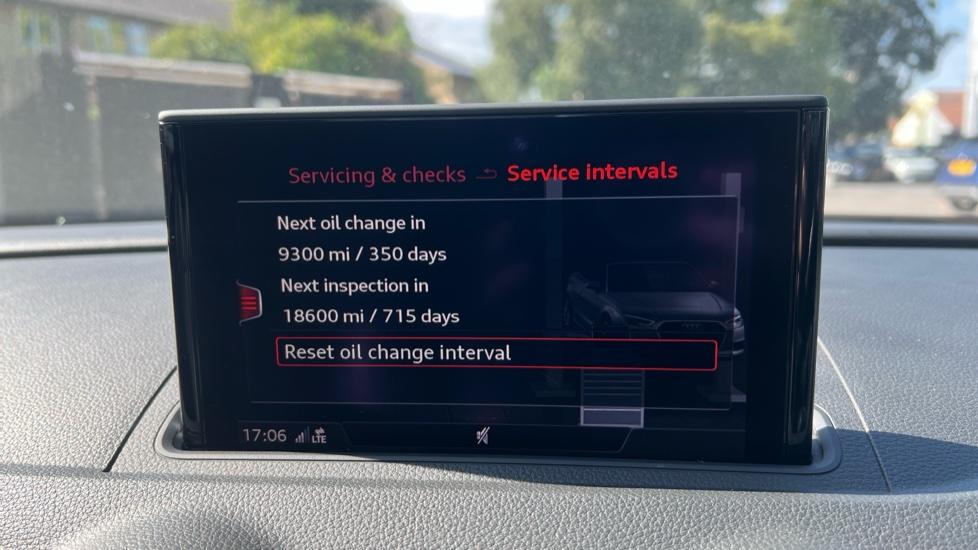 Servicing & checks Service intervals
Next oil change in
9300 mi / 350 days
Next inspection in
18600 mi / 715 days
Reset oil change interval
17:06 LTE